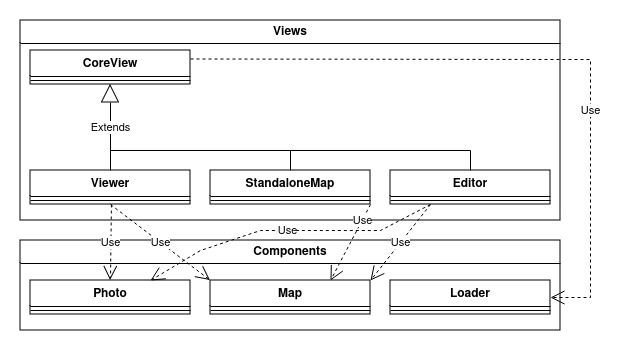 Views
CoreView
Use
Extends
Viewer
StandaloneMap
Editor
Use
Use
Use
Use
Use
Components
Photo
Map
Loader